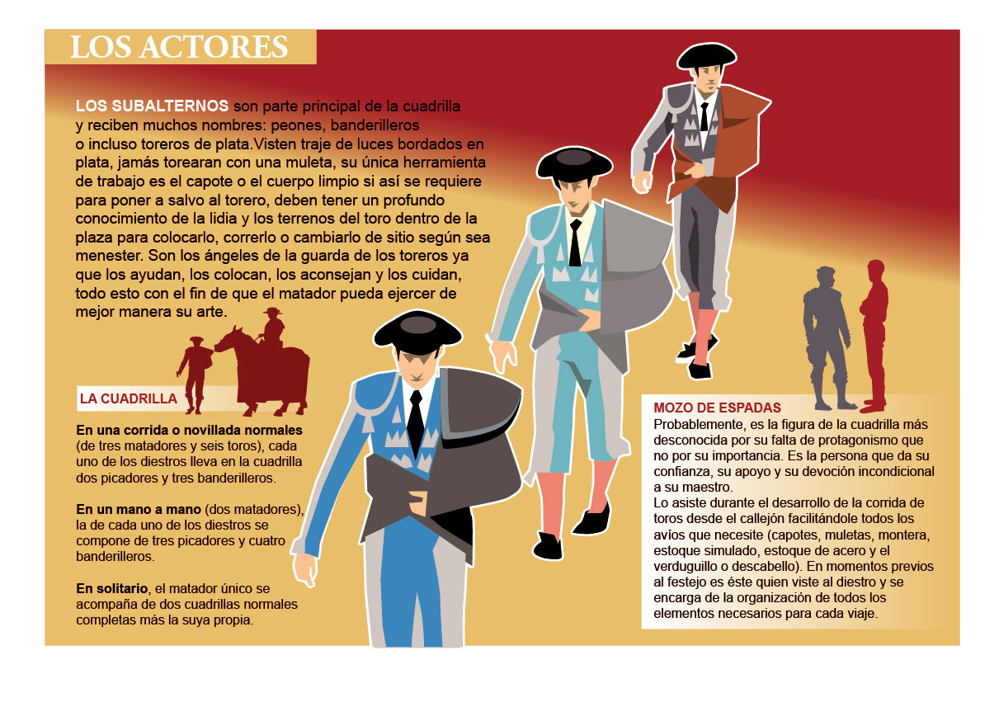 LOS ACTORES
LOS SUBALTERNOS son parte principal de la cuadrilla
y reciben muchos nombres: peones, banderilleros
o incluso toreros de plata.Visten traje de luces bordados en
plata, jamás torearan con una muleta, su única herramienta
de trabajo es el capote o el cuerpo limpio si así se requiere
para poner a salvo al torero, deben tener un profundo
conocimiento de la lidia y los terrenos del toro dentro de la
plaza para colocarlo, correrlo o cambiarlo de sitio según sea
menester. Son los ángeles de la guarda de los toreros ya
que los ayudan, los colocan, los aconsejan y los cuidan,
todo esto con el fin de que el matador pueda ejercer de
mejor manera su arte.
LA CUADRILLA
En una corrida o novillada normales
(de tres matadores y seis toros), cada
uno de los diestros lleva en la cuadrilla
dos picadores y tres banderilleros.
En un mano a mano (dos matadores),
la de cada uno de los diestros se
compone de tres picadores y cuatro
banderilleros.
En solitario, el matador único se
acompaña de dos cuadrillas normales
completas más la suya propia.
MOZO DE ESPADAS
Probablemente, es la figura de la cuadrilla más
desconocida por su falta de protagonismo que
no por su importancia. Es la persona que da su
confianza, su apoyo y su devoción incondicional
a su maestro.
Lo asiste durante el desarrollo de la corrida de
toros desde el callejón facilitándole todos los
avíos que necesite (capotes, muletas, montera,
estoque simulado, estoque de acero y el
verduguillo o descabello). En momentos previos
al festejo es éste quien viste al diestro y se
encarga de la organización de todos los
elementos necesarios para cada viaje.